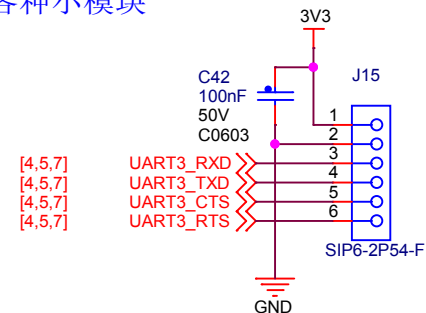 各种小模块
3V3
C42
100nF
50V
C0603
J15
1
2
3
4
5
6
[4,5,7] UART3_RXD
[4,5,7] UART3_TXD
[4,5,7] UART3_CTS
[4,5,7] UART3_RTS
SIP6-2P54-F
GND